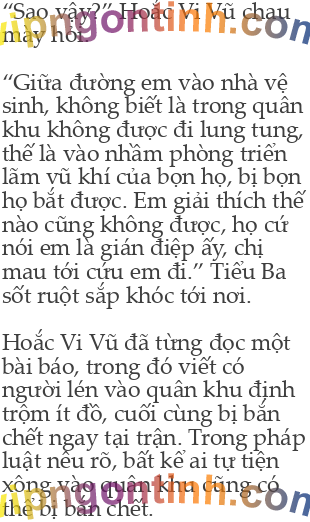 “Sao vậy?” Hoắc Vi Vũ chau
mày hỏi.
“Giữa đường em vào nhà vệ
sinh, không biết là trong quân
khu không được đi lung tung,
thế là vào nhầm phòng triển
lãm vũ khí của bọn họ, bị bọn
họ bắt được. Em giải thích thế
nào cũng không được, họ cứ
nói em là gián điệp ấy, chị
mau tới cứu em đi.” Tiểu Ba
sốt ruột sắp khóc tới nơi.
Hoắc Vi Vũ đã từng đọc một
bài báo, trong đó viết có
người lén vào quân khu định
trộm ít đồ, cuối cùng bị bắn
chết ngay tại trận. Trong pháp
luật nêu rõ, bất kể ai tự tiện
xông vào quân khu cũng có
thể bị bắn chết.
vipngontinh.com
vipngontinh.com